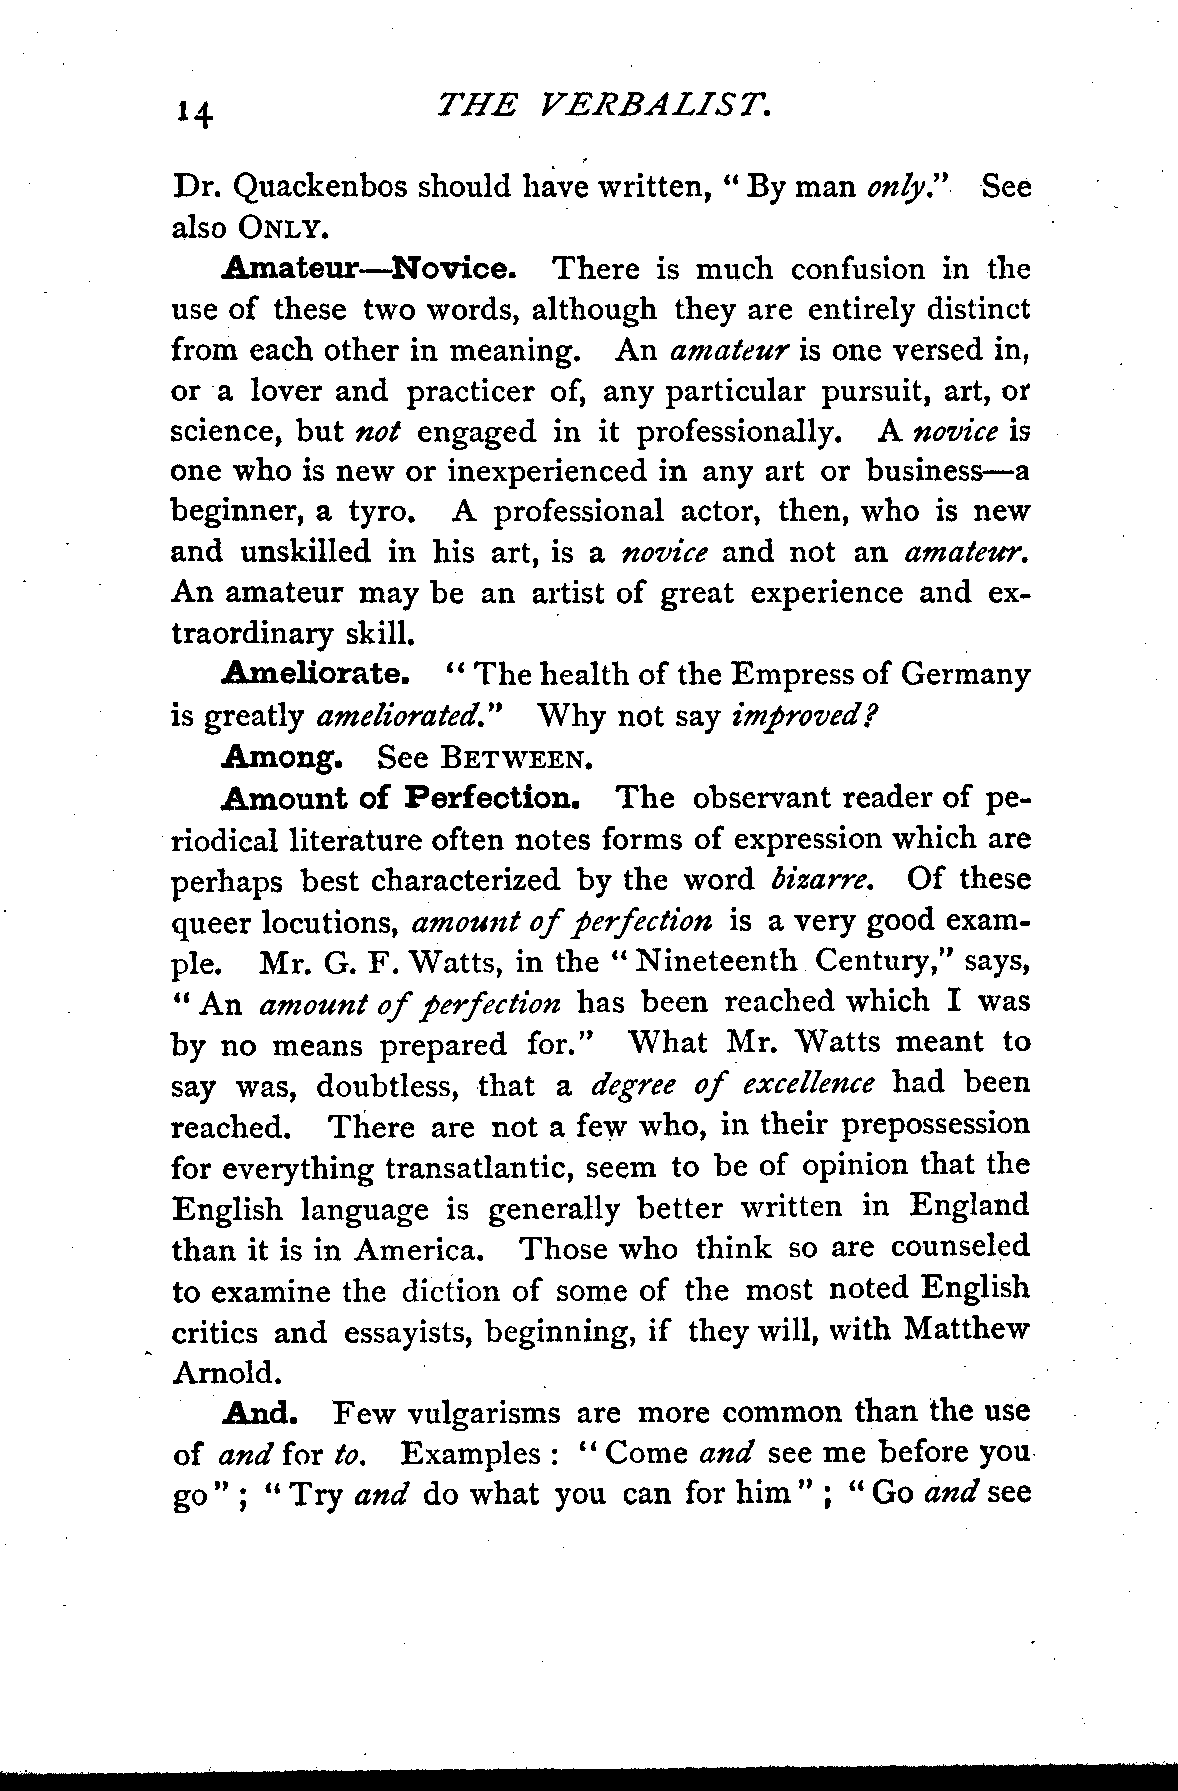 14 THE VERBALIST.
Dr. Quackenbos should have written, “ By man only.” See
also ONLY.
Amateur—Novice. There is much confusion in the
use of these two words, although they are entirely distinct
from each other in meaning. An amateur is one versed in,
or a lover and practicer of, any particular pursuit, art, or
science, but not engaged in it professionally. A novice is
one who is new or inexperienced in any art or business—a
beginner, a tyro. A professional actor, then, who is new
and unskilled in his art, is a novice and not an amateur.
An amateur may be an artist of great experience and ex-
traordinary skill.
Ameliorate. “ The health of the Empress of Germany
is greatly ameliorated.” Why not say improved?
Among. See BETWEEN.
Amount of Perfection. The observant reader of pe-
riodical literature often notes forms of expression which are
perhaps best characterized by the word bizarre. Of these
queer locutions, amount of perfection is a very good exam-
ple. Mr. G. F. Watts, in the “ Nineteenth Century,” says,
“ An amount of perfection has been reached which I was
by no means prepared for.” What Mr. Watts meant to
say was, doubtless, that a degree of excellence had been
reached. There are not a few who, in their prepossession
for everything transatlantic, seem to be of opinion that the
English language is generally better written in England
than it is in America. Those who think so are counseled
to examine the diction of some of the most noted English
critics and essayists, beginning, if they will, with Matthew
Arnold.
And. Few vulgarisms are more common than the use
of and for to. Examples : “ Come and see me before you
go ” ; “ Try and do what you can for him ” ; “ Go and see